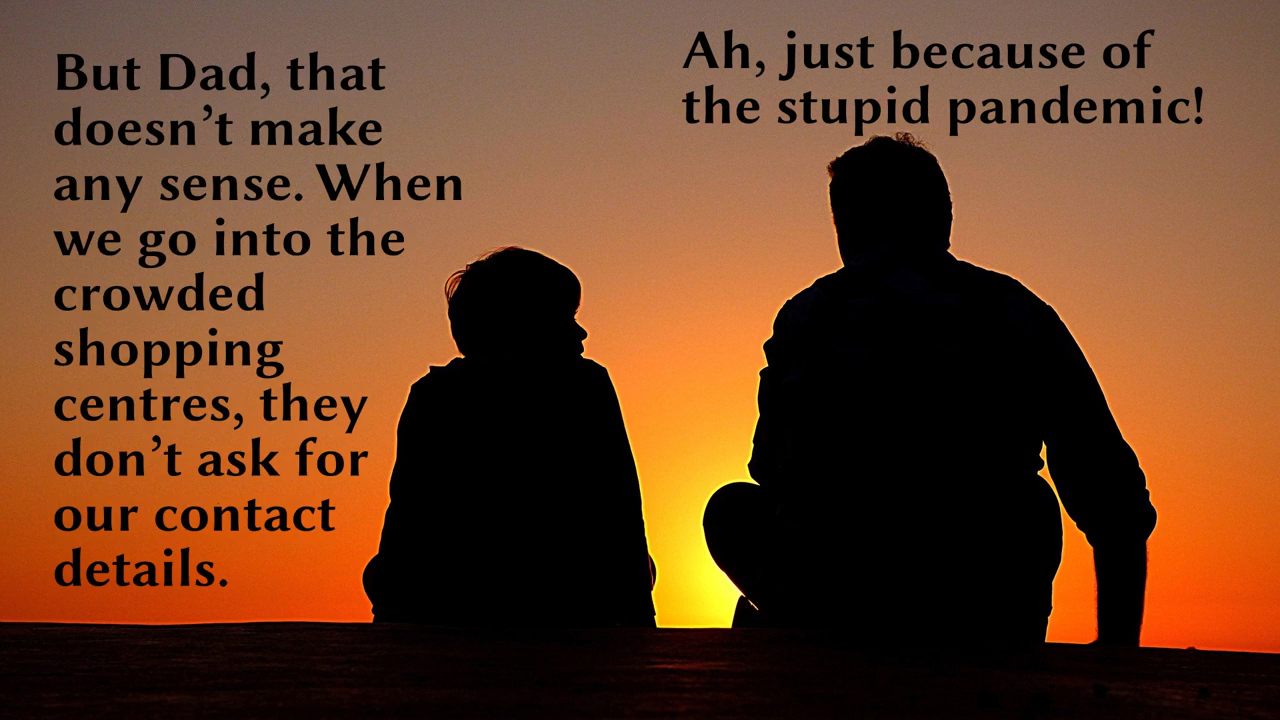 Ah, just because of
the stupid pandemic!
But Dad, that
doesn’t make
any sense. When
we go into the
crowded
shopping
centres, they
don’t ask for
our contact
details.